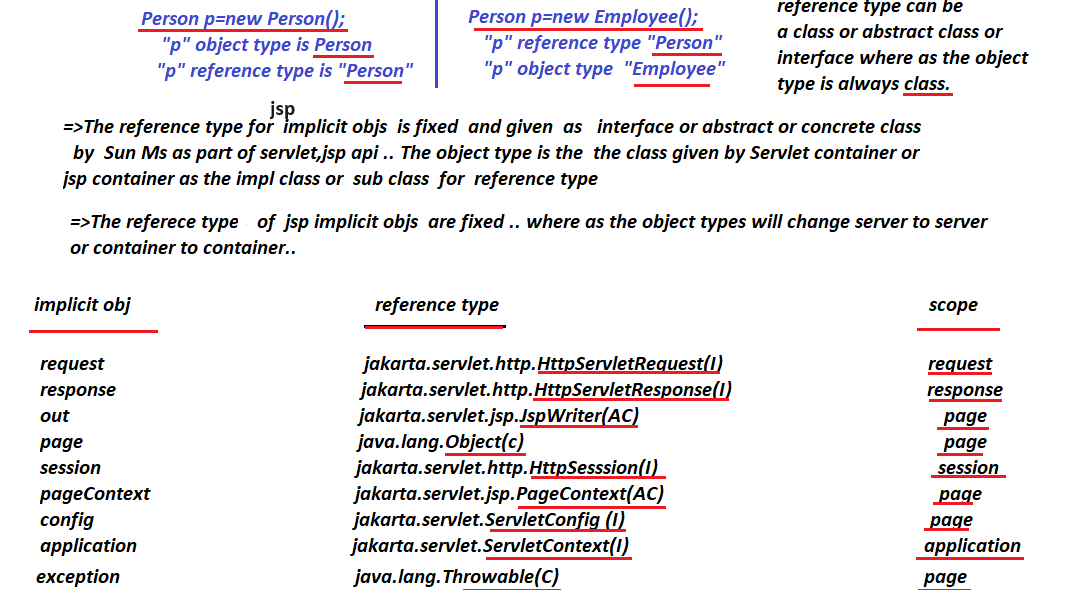 Person p=new Person();
"p" object type is Person
"p" reference type is "Person"
Person p=new Employee();
"p" reference type "Person"
"p" object type "Employee"
reference type can be
a class or abstract class or
interface where as the object
type is always class.
jsp
=>The reference type for implicit objs is fixed and given as interface or abstract or concrete class
by Sun Ms as part of servlet,jsp api .. The object type is the the class given by Servlet container or
jsp container as the impl class or sub class for reference type
=>The referece type of jsp implicit objs are fixed .. where as the object types will change server to server
or container to container..
implicit obj reference type scope
request jakarta.servlet.http.HttpServletRequest(I) request
response jakarta.servlet.http.HttpServletResponse(I) response
out jakarta.servlet.jsp.JspWriter(AC) page
page java.lang.Object(c) page
session jakarta.servlet.http.HttpSesssion(I) session
pageContext jakarta.servlet.jsp.PageContext(AC) page
config jakarta.servlet.ServletConfig (I) page
application jakarta.servlet.ServletContext(I) application
exception java.lang.Throwable(C) page